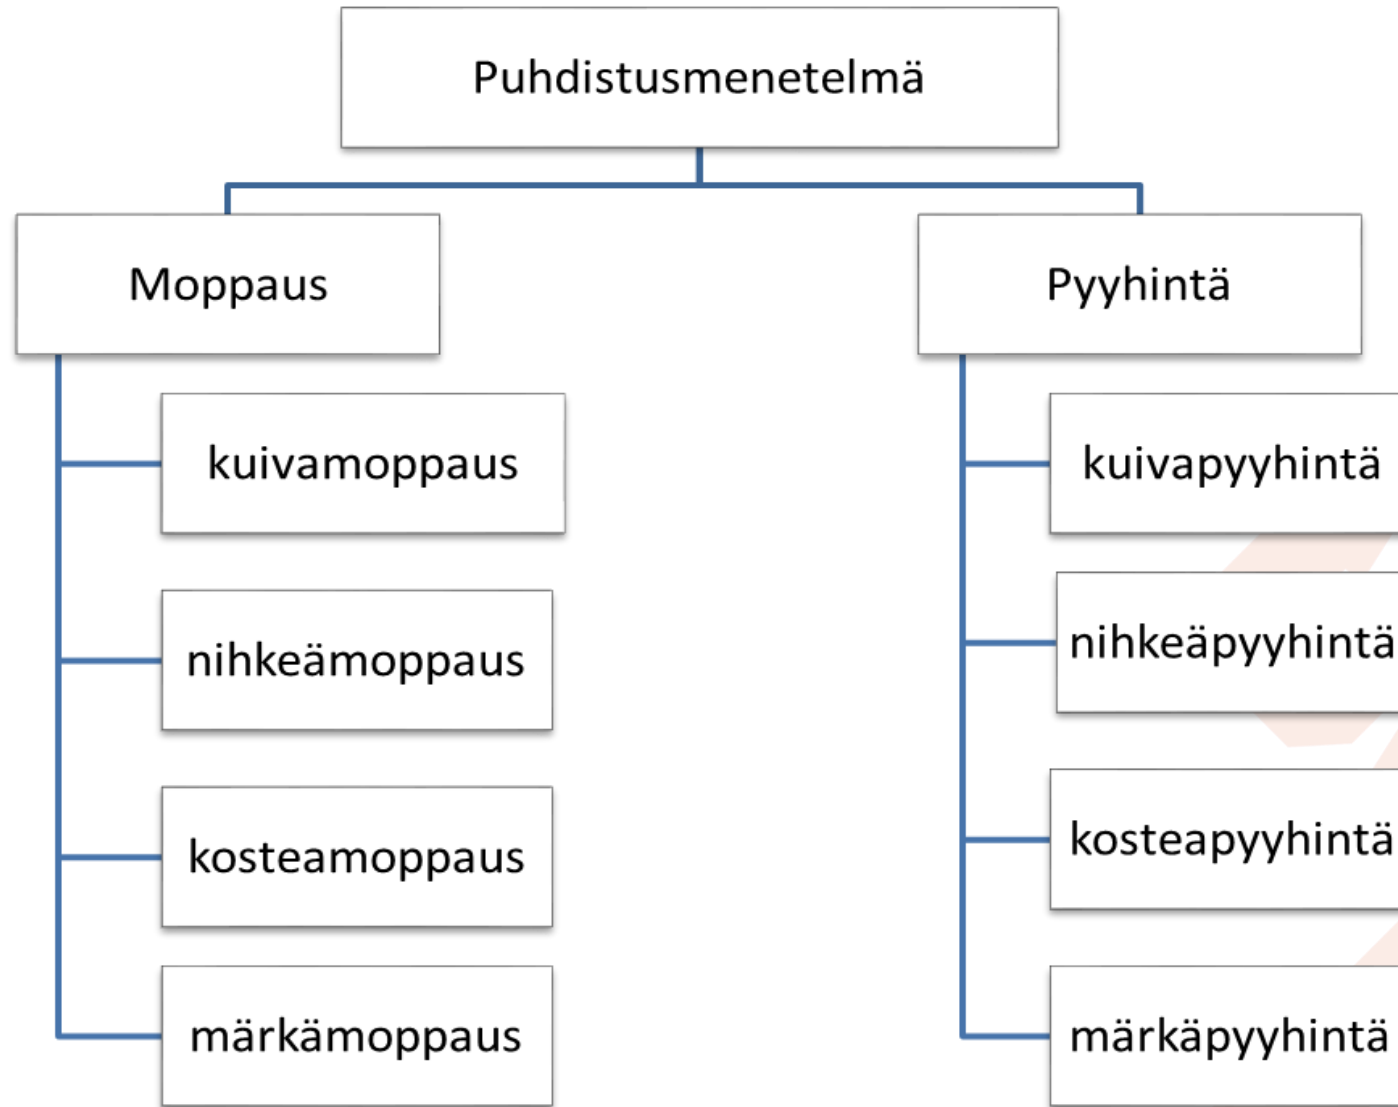 Puhdistusmenetelmä
Moppaus
kuivamoppaus
nihkeämoppaus
kosteamoppaus
märkämoppaus
Pyyhintä
kuivapyyhintä
nihkeäpyyhintä
kosteapyyhintä
märkäpyyhintä